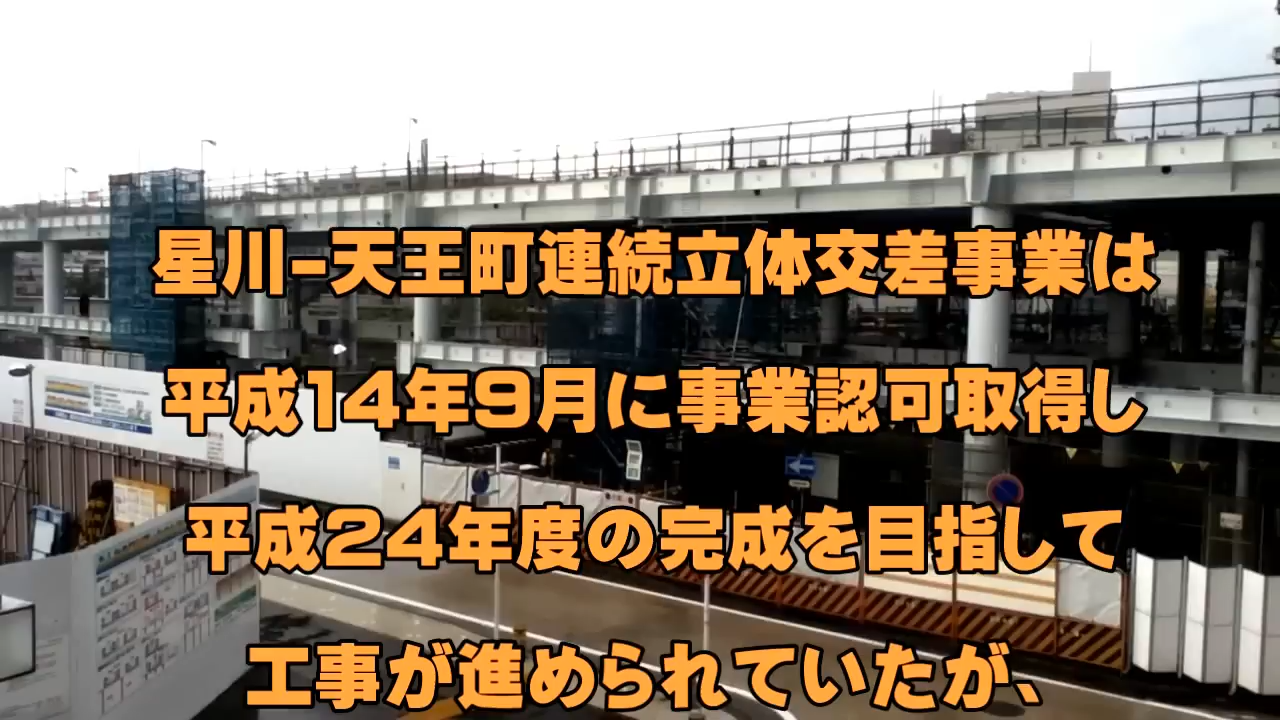 星川-天王町連続立体交差事業は
平成14年9月に事業認可取得し
平成24年度の完成を目指して
工事が進められていたが、